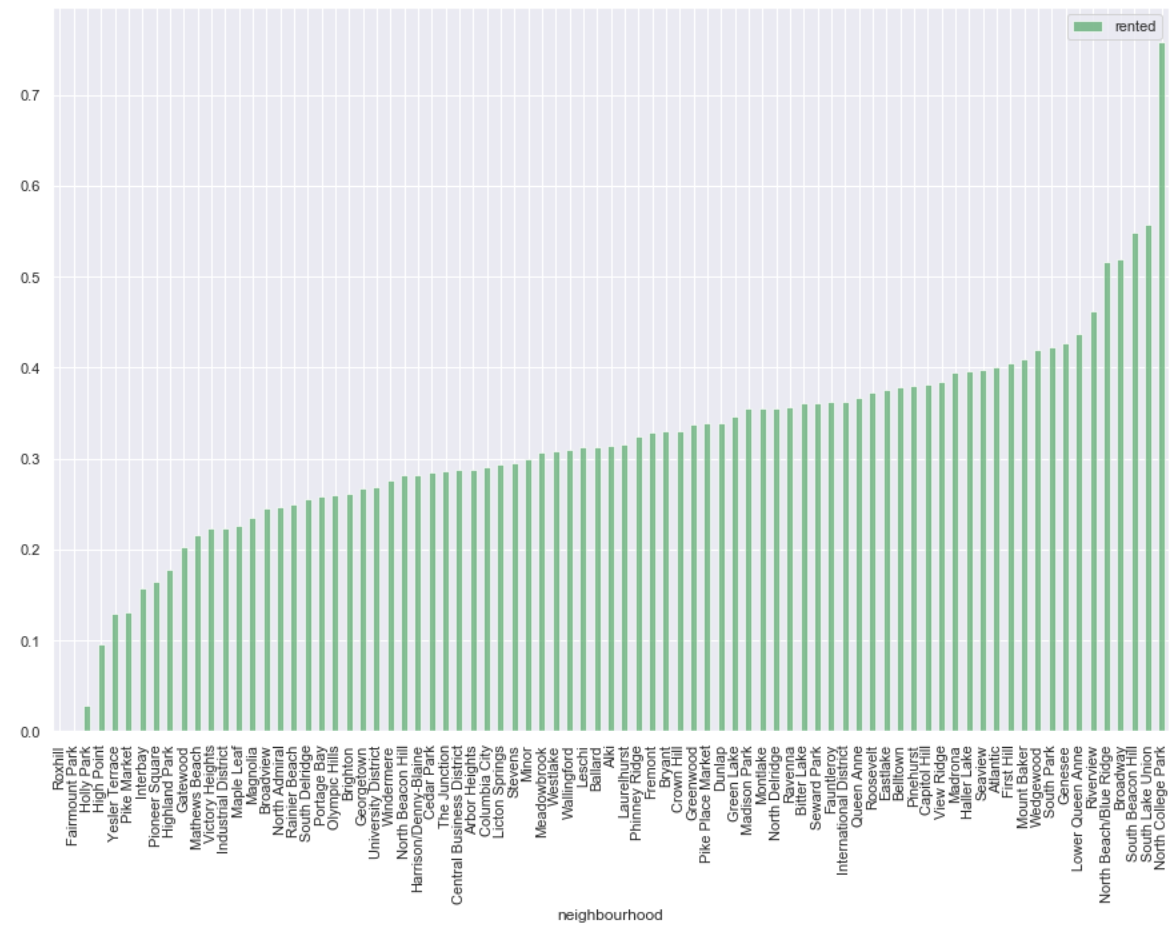 rented
0.7
0.6
0.5
0.4
0.3
0.2
0.1
0.0
Roxhill
Fairmount Park
Holly Park
High Point
Yesler Terrace
Pike Market
Interbay
Pioneer Square
Highland Park
Gatewood
Mathews Beach
Victory Heights
Industrial District
Maple Leaf
Magnolia
Broadview
North Admiral
Rainier Beach
South Delridge
Portage Bay
Olympic Hills
Brighton
Georgetown
University District
Windermere
North Beacon Hill
Harrison/Denny-Blaine
Cedar Park
The Junction
Central Business District
Arbor Heights
Columbia City
Licton Springs
Stevens
Minor
Meadowbrook
Westlake
Wallingford
Leschi
Ballard
Alki
Laurelhurst
Phinney Ridge
Fremont
Bryant
Crown Hill
Greenwood
Pike Place Market
Dunlap
Green Lake
Madison Park
Montlake
North Delridge
Ravenna
Bitter Lake
Seward Park
Fauntleroy
International District
Queen Anne
Roosevelt
Eastlake
Belltown
Pinehurst
Capitol Hill
View Ridge
Madrona
Haller Lake
Seaview
Atlantic
First Hill
Mount Baker
Wedgewood
South Park
Genesee
Lower Queen Anne
Riverview
North Beach/Blue Ridge
Broadway
South Beacon Hill
South Lake Union
North College Park
neighbourhood